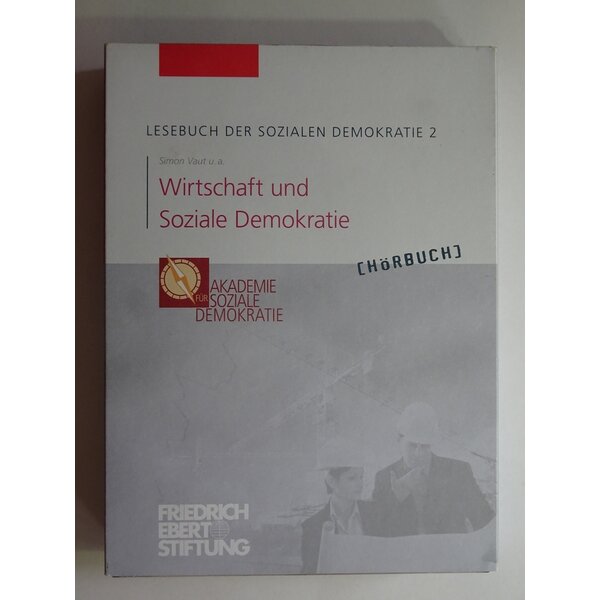 LESEBUCH DER SOZIALEN DEMOKRATIE 2
Simon Vaut u. a.
Wirtschaft und
Soziale Demokratie
[HöRBUCH]
AKADEMIE
FÜR SOZIALE
DEMOKRATIE
FRIEDRICH
EBERT
STIFTUNG